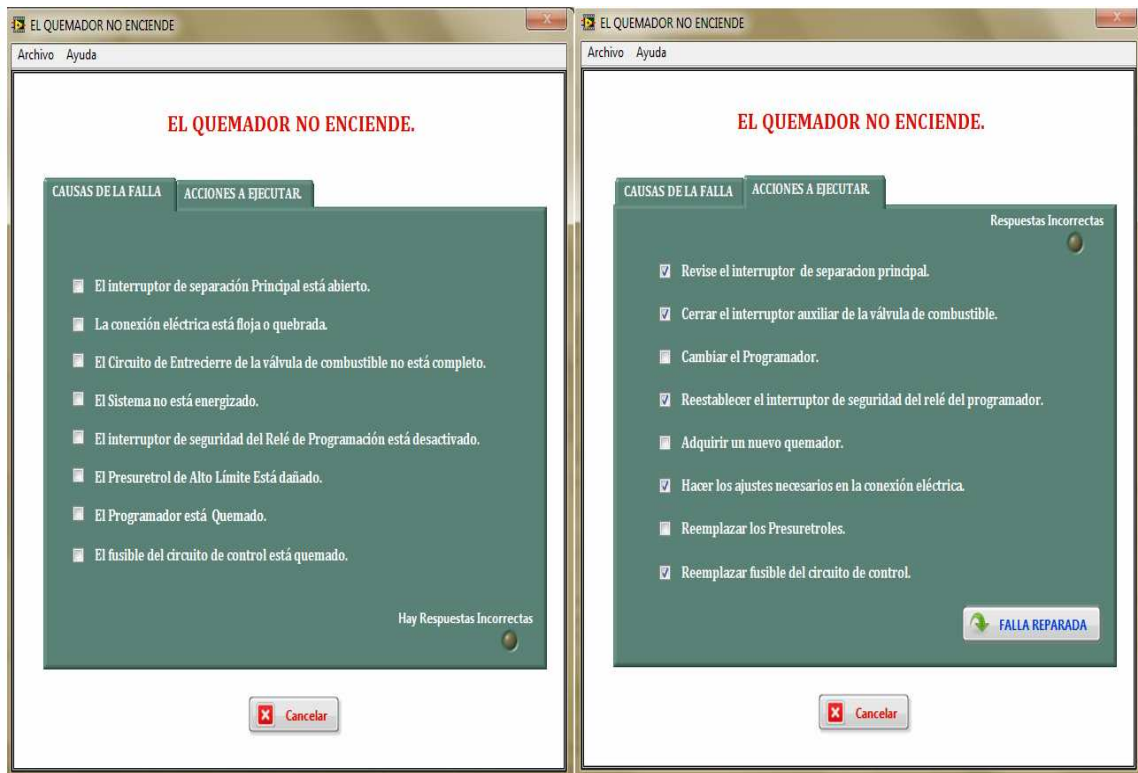 EL QUEMADOR NO ENCIENDE
Archivo Ayuda
EL QUEMADOR NO ENCIENDE.
CAUSAS DE LA FALLA
ACCIONES A EJECUTAR.
El interruptor de separación Principal está abierto.
La conexión eléctrica está floja o quebrada.
El Circuito de Entrecierre de la válvula de combustible no está completo.
El Sistema no está energizado.
El interruptor de seguridad del Relé de Programación está desactivado.
El Presuretrol de Alto Límite Está dañado.
El Programador está Quemado.
El fusible del circuito de control está quemado.
Hay Respuestas Incorrectas
Cancelar
EL QUEMADOR NO ENCIENDE
Archivo Ayuda
EL QUEMADOR NO ENCIENDE.
CAUSAS DE LA FALLA
ACCIONES A EJECUTAR.
Respuestas Incorrectas
Revise el interruptor de separacion principal.
Cerrar el interruptor auxiliar de la válvula de combustible.
Cambiar el Programador.
Reestablecer el interruptor de seguridad del relé del programador.
Adquirir un nuevo quemador.
Hacer los ajustes necesarios en la conexión eléctrica.
Reemplazar los Presuretroles.
Reemplazar fusible del circuito de control.
FALLA REPARADA
Cancelar